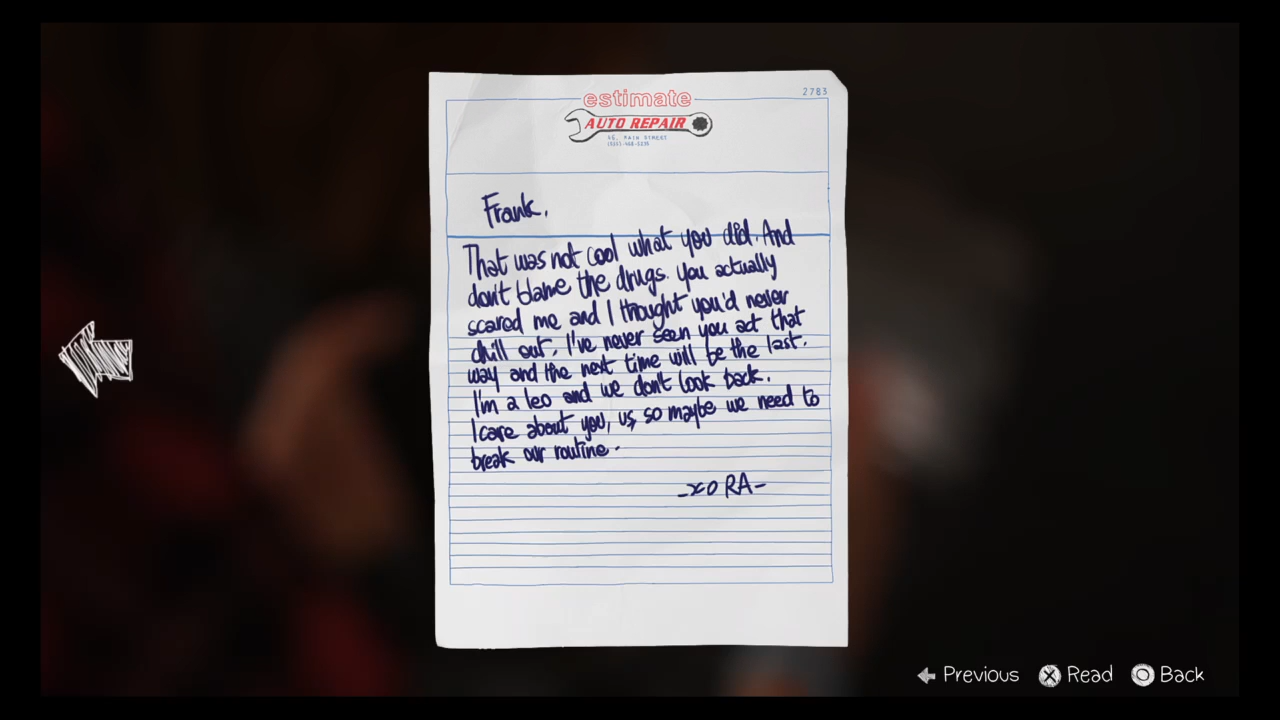 2783
estimate
AUTO REPAIR
46, MAIN STREET
Frank,
That was not cool what you did. And
don't blame the drugs. You actually
scared me and I thought you'd never
chill out. I've never seen you act that
way and the next time will be the last.
I'm a leo and we don't look back.
I care about you, us, so maybe we need to
break our routine.
-xo RA-
Previous Read Back